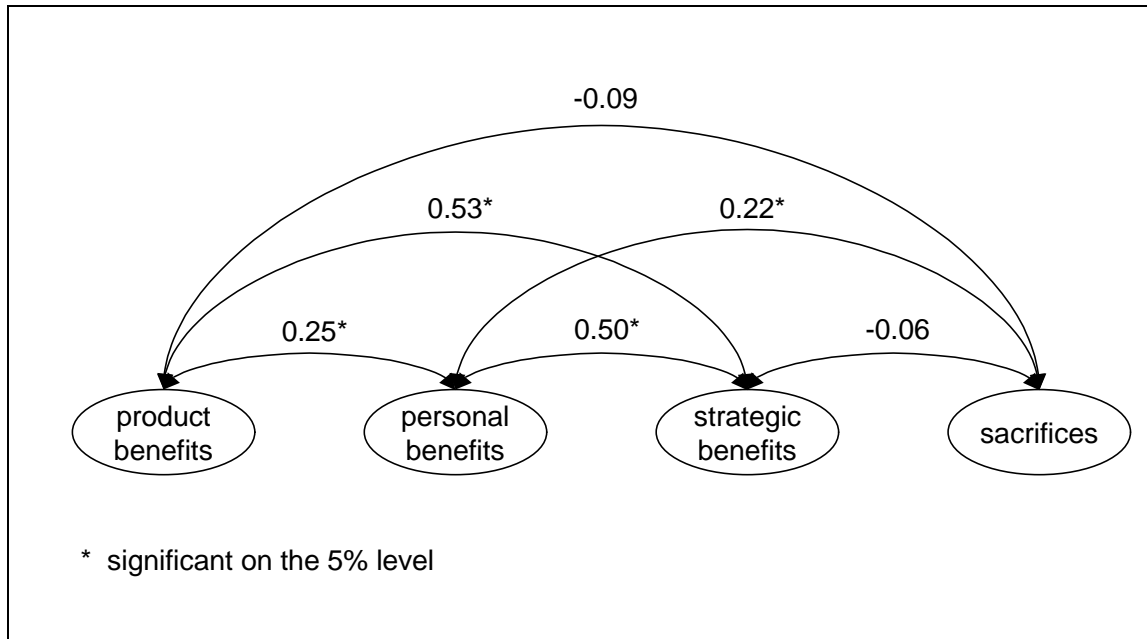 -0.09
0.53*
0.22*
0.25*
0.50*
-0.06
product
benefits
personal
benefits
strategic
benefits
sacrifices
* significant on the 5% level